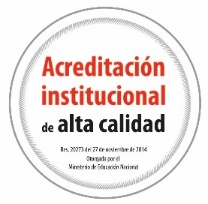 Acreditación
institucional
de alta calidad
Res. 20273 del 27 de noviembre de 2014
Otorgada por el
Ministerio de Educación Nacional